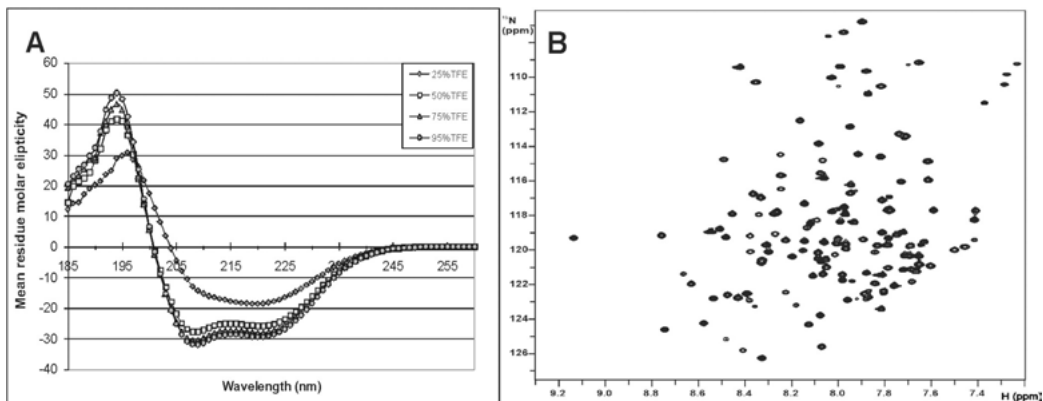 A
60
50
40
30
20
10
0
-10
-20
-30
-40
185 195 205 215 225 235 245 255
Mean residue molar elipticity
Wavelength (nm)
25%TFE
50%TFE
75%TFE
95%TFE
B
15N
(ppm)
110
112
114
116
118
120
122
124
126
9.2 9.0 8.8 8.6 8.4 8.2 8.0 7.8 7.6 7.4 H (ppm)